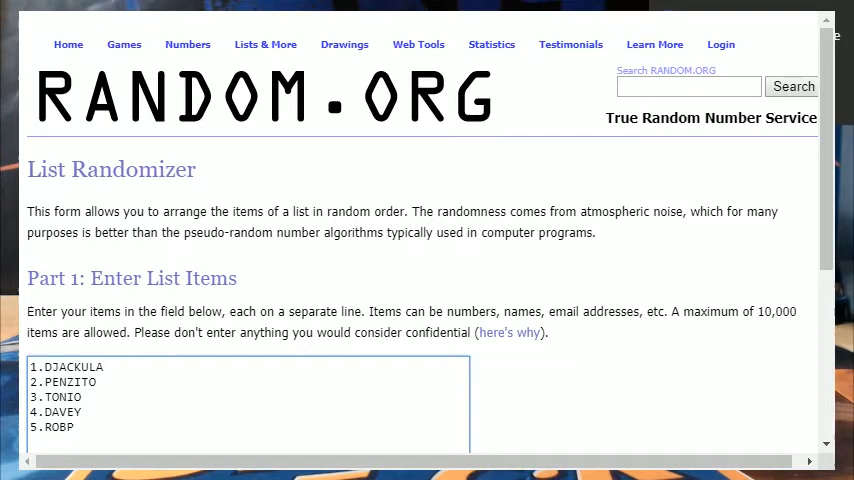 Home Games Numbers Lists & More Drawings Web Tools Statistics Testimonials Learn More Login
Search RANDOM.ORG
RANDOM.ORG
Search
True Random Number Service
List Randomizer
This form allows you to arrange the items of a list in random order. The randomness comes from atmospheric noise, which for many
purposes is better than the pseudo-random number algorithms typically used in computer programs.
Part 1: Enter List Items
Enter your items in the field below, each on a separate line. Items can be numbers, names, email addresses, etc. A maximum of 10,000
items are allowed. Please don't enter anything you would consider confidential (here's why).
1.DJACKULA
2.PENZITO
3.TONIO
4.DAVEY
5.ROBP